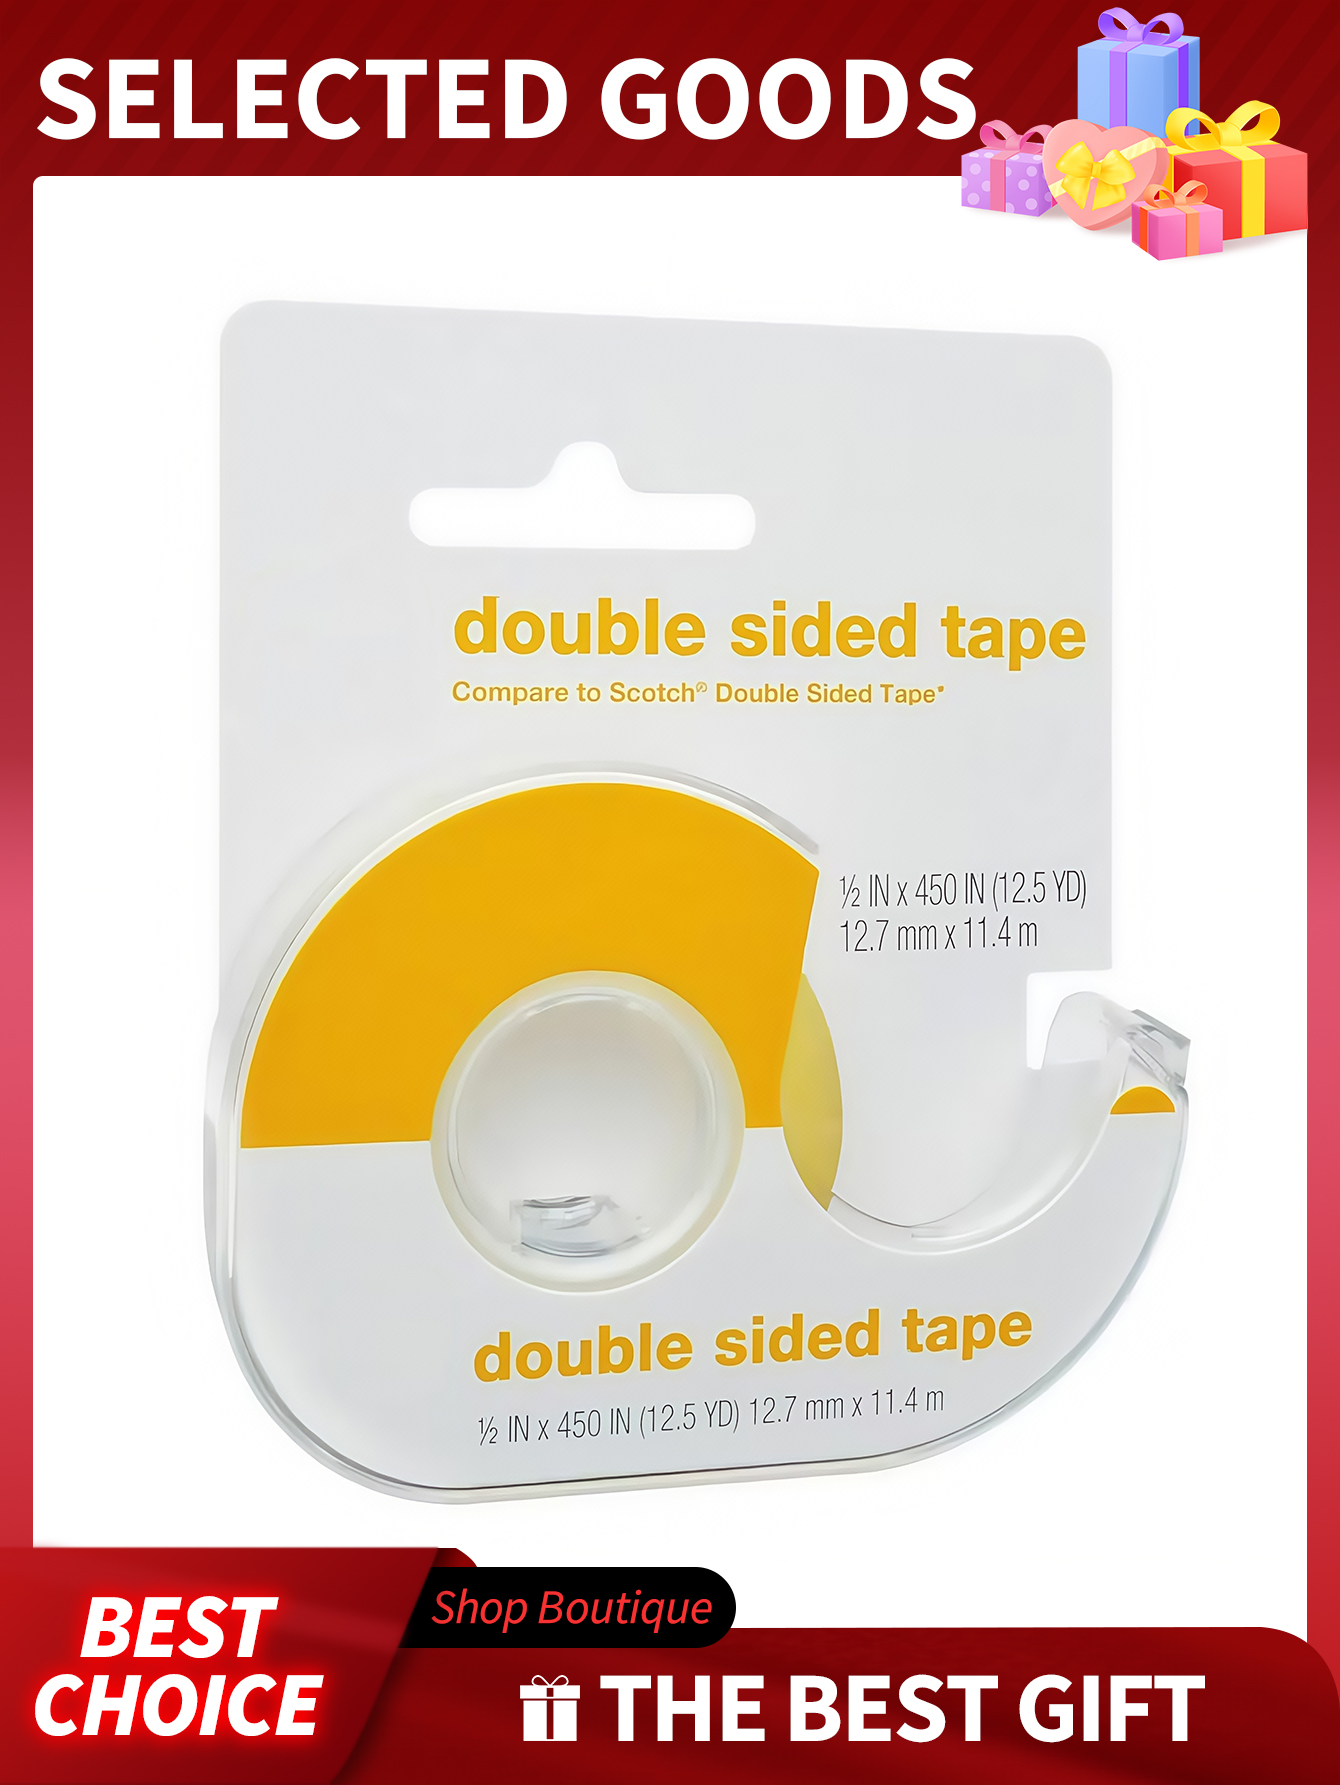 SELECTED GOODS
double sided tape
Compare to Scotch® Double Sided Tape*
½ IN x 450 IN (12.5 YD)
12.7 mm x 11.4 m
double sided tape
½ IN x 450 IN (12.5 YD) 12.7 mm x 11.4 m
Shop Boutique
BEST
CHOICE
THE BEST GIFT